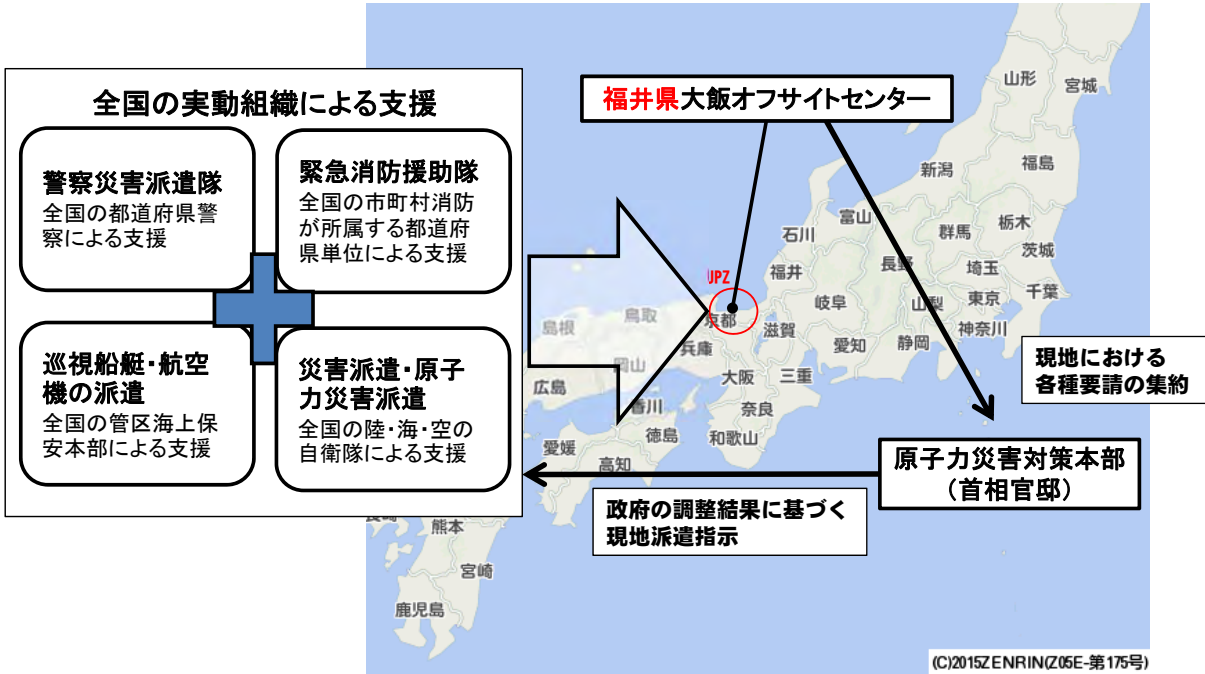 全国の実動組織による支援
警察災害派遣隊
全国の都道府県警
察による支援
緊急消防援助隊
全国の市町村消防
が所属する都道府
県単位による支援
巡視船艇・航空
機の派遣
全国の管区海上保
安本部による支援
災害派遣・原子
力災害派遣
全国の陸・海・空の
自衛隊による支援
福井県大飯オフサイトセンター
現地における
各種要請の集約
原子力災害対策本部
（首相官邸）
政府の調整結果に基づく
現地派遣指示
UPZ
山形
宮城
新潟
福島
富山
石川
群馬
栃木
茨城
福井
長野
埼玉
岐阜
山梨
東京
千葉
島根
鳥取
京都
滋賀
愛知
静岡
神奈川
兵庫
岡山
広島
大阪
三重
香川
奈良
愛媛
徳島
和歌山
高知
長崎
熊本
宮崎
鹿児島
(C)2015ZENRIN(Z05E-第175号)